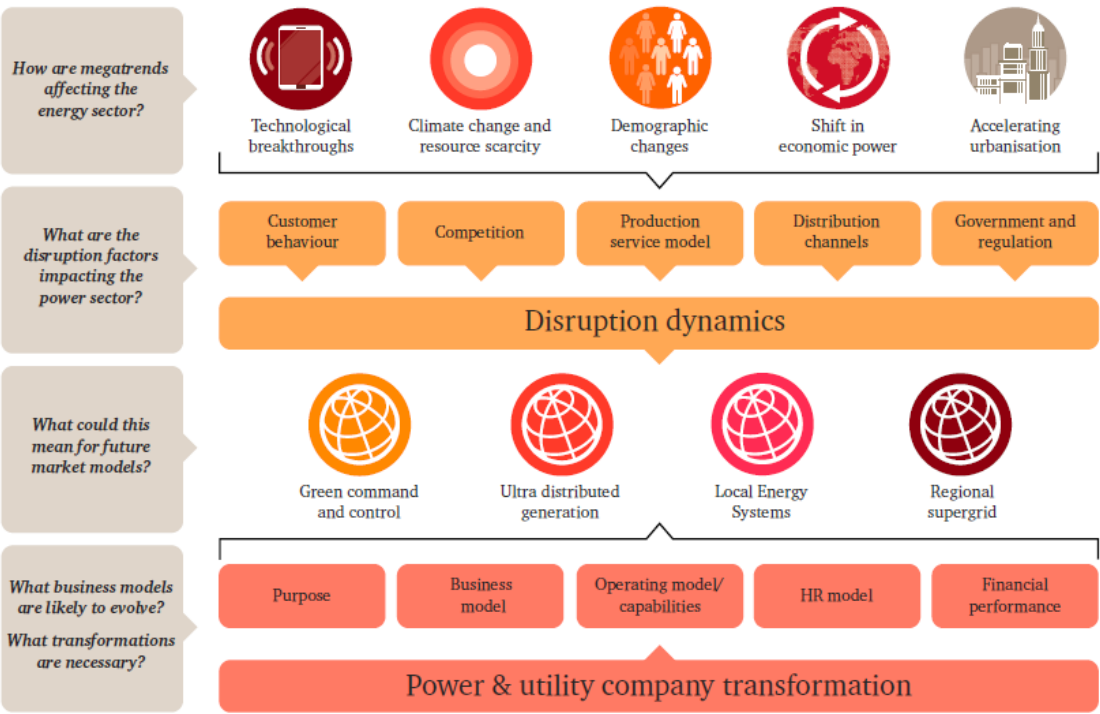 How are megatrends
affecting the
energy sector?
Technological
breakthroughs
Climate change and
resource scarcity
Demographic
changes
Shift in
economic power
Accelerating
urbanisation
What are the
disruption factors
impacting the
power sector?
Customer
behaviour
Competition
Production
service model
Distribution
channels
Government and
regulation
Disruption dynamics
What could this
mean for future
market models?
Green command
and control
Ultra distributed
generation
Local Energy
Systems
Regional
supergrid
What business models
are likely to evolve?
What transformations
are necessary?
Purpose
Business
model
Operating model/
capabilities
HR model
Financial
performance
Power & utility company transformation